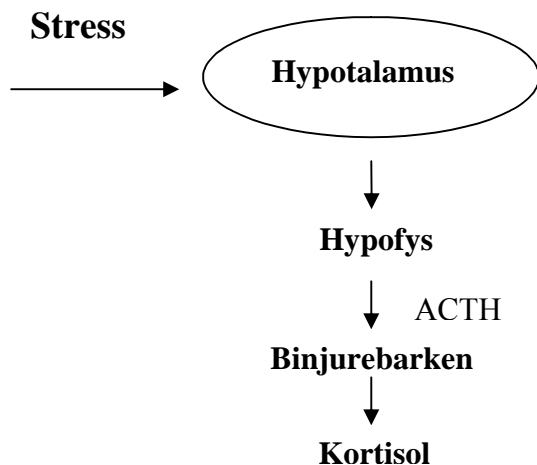 Stress
Hypotalamus
Hypofys
ACTH
Binjurebarken
Kortisol